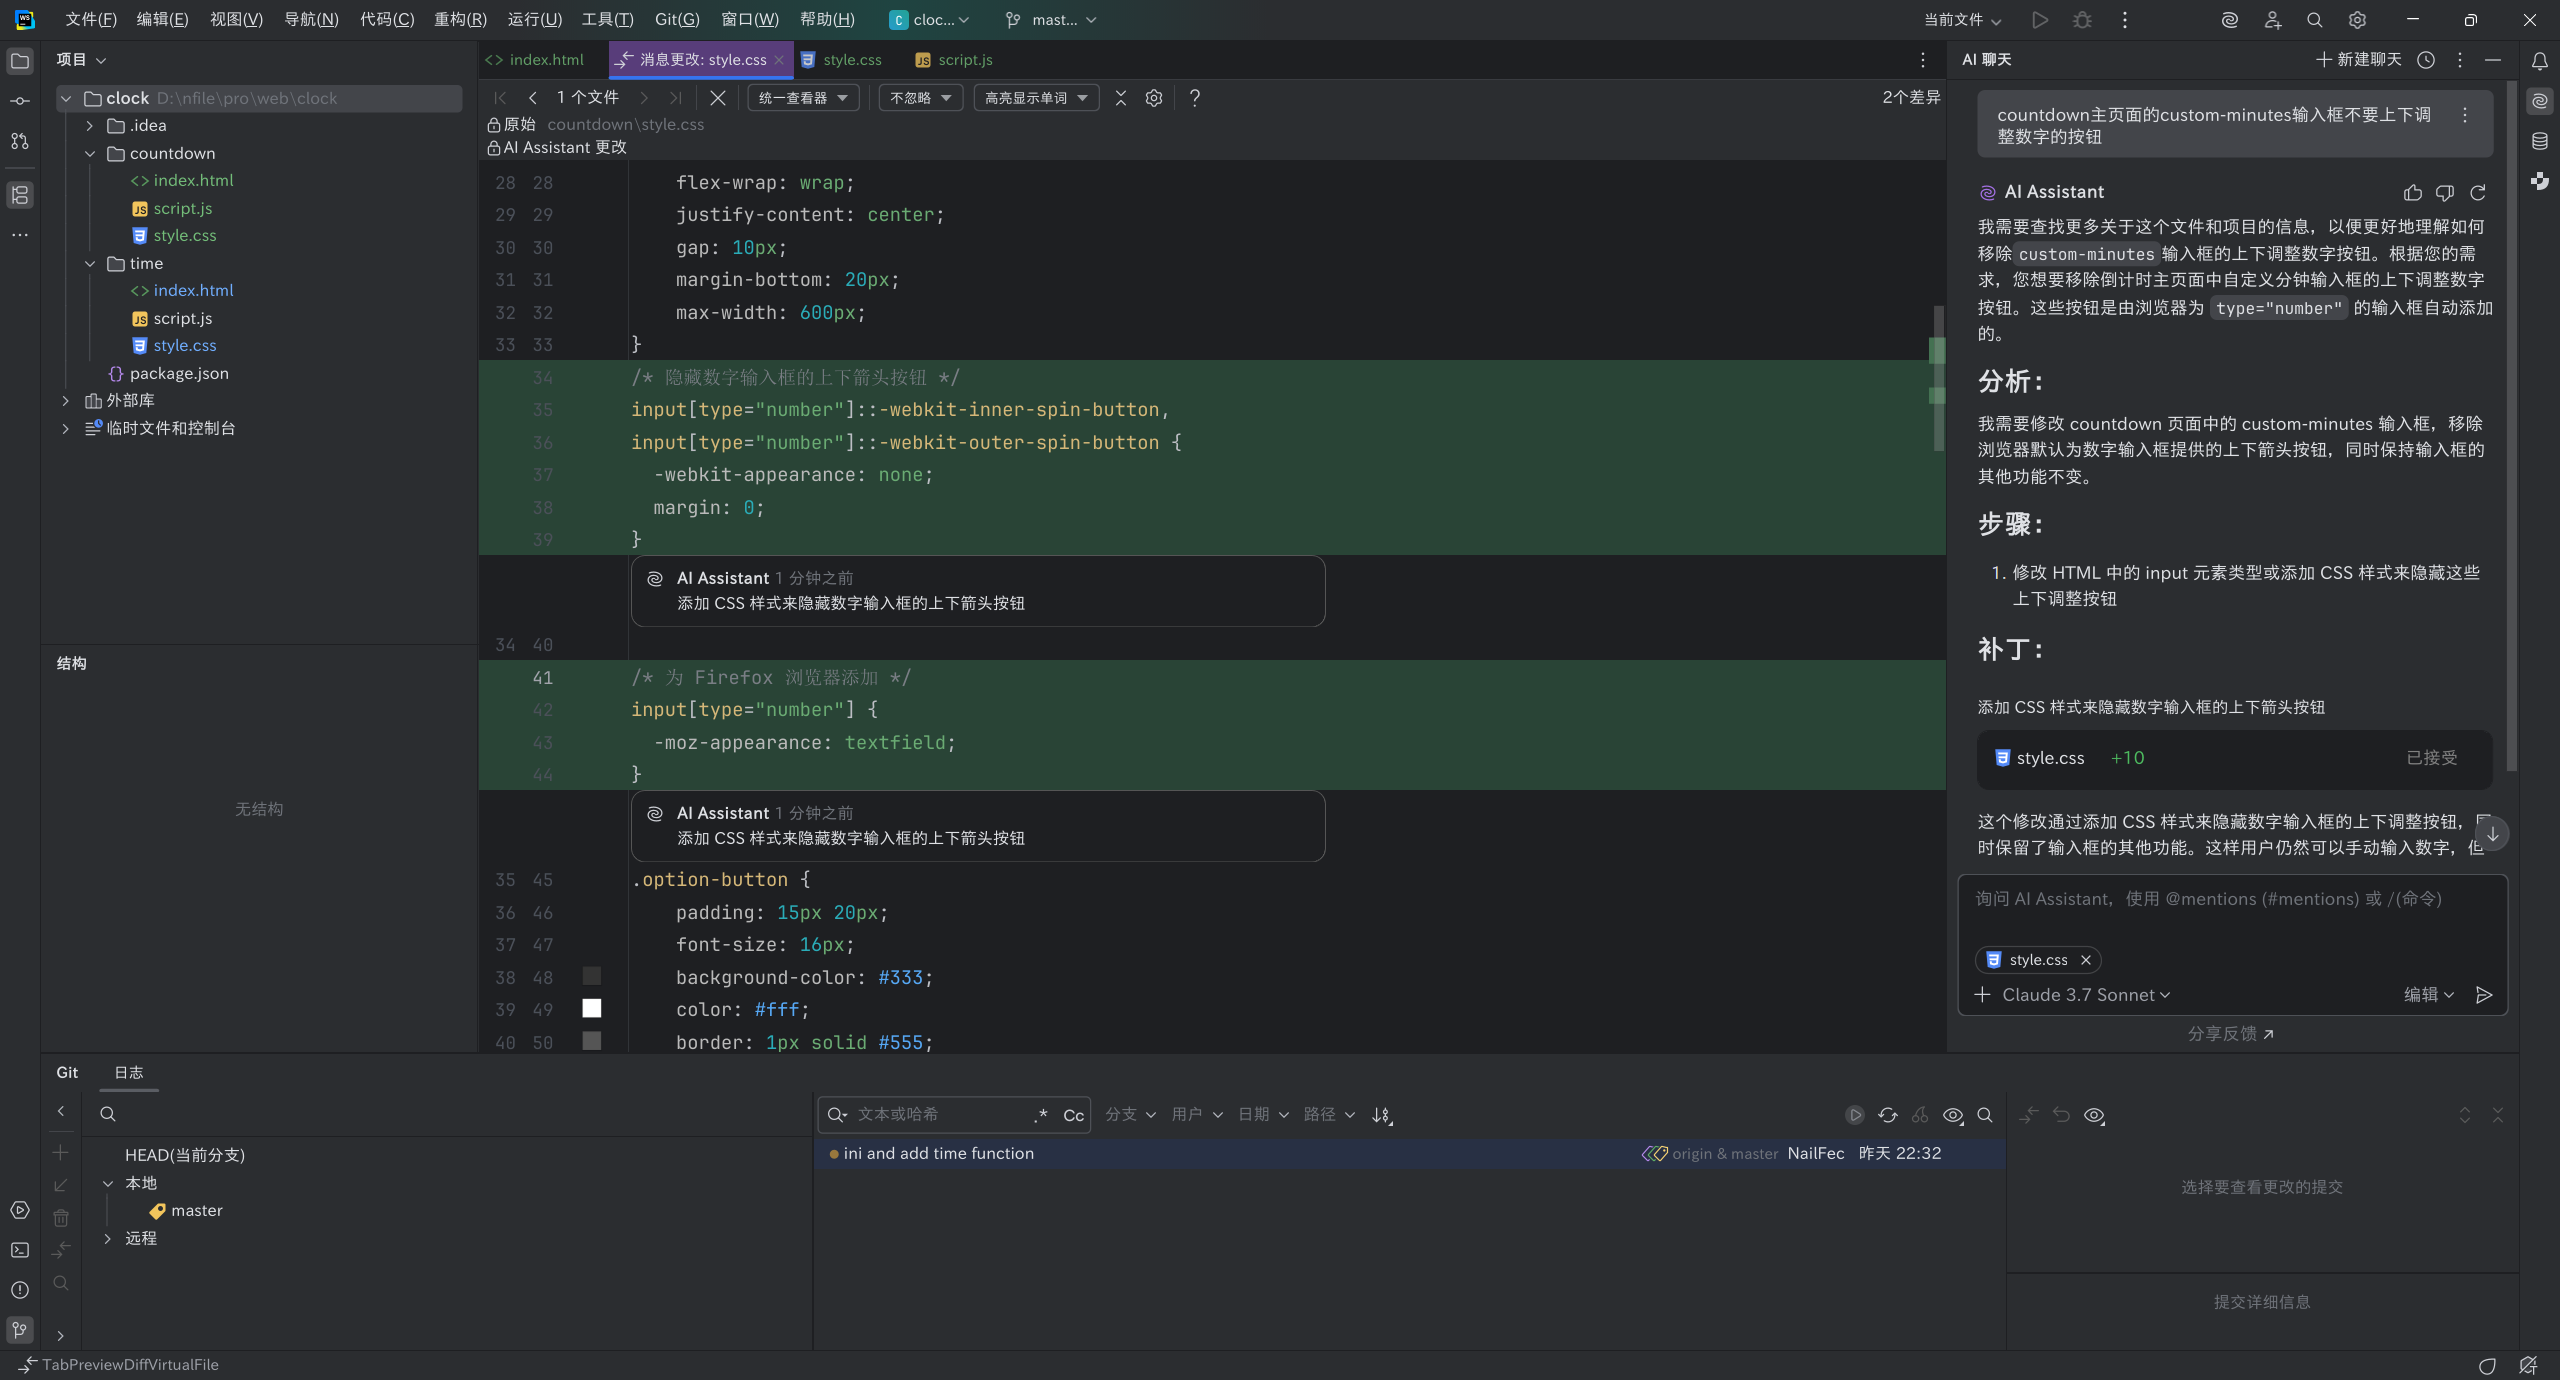 文件(F) 编辑(E) 视图(V) 导航(N) 代码(C) 重构(R) 运行(U) 工具(T) Git(G) 窗口(W) 帮助(H) C cloc... mast... 当前文件
项目
clock D:\nfile\pro\web\clock
.idea
countdown
index.html
script.js
style.css
time
index.html
script.js
style.css
package.json
外部库
临时文件和控制台
结构
无结构
index.html 消息更改: style.css style.css script.js
1 个文件 统一查看器 不忽略 高亮显示单词 ? 2个差异
原始 countdown\style.css
AI Assistant 更改
28 28 flex-wrap: wrap;
29 29 justify-content: center;
30 30 gap: 10px;
31 31 margin-bottom: 20px;
32 32 max-width: 600px;
33 33 }
34 /* 隐藏数字输入框的上下箭头按钮 */
35 input[type="number"]::-webkit-inner-spin-button,
36 input[type="number"]::-webkit-outer-spin-button {
37 -webkit-appearance: none;
38 margin: 0;
39 }
AI Assistant 1 分钟之前
添加 CSS 样式来隐藏数字输入框的上下箭头按钮
34 40
41 /* 为 Firefox 浏览器添加 */
42 input[type="number"] {
43 -moz-appearance: textfield;
44 }
AI Assistant 1 分钟之前
添加 CSS 样式来隐藏数字输入框的上下箭头按钮
35 45 .option-button {
36 46 padding: 15px 20px;
37 47 font-size: 16px;
38 48 background-color: #333;
39 49 color: #fff;
40 50 border: 1px solid #555;
AI 聊天 新建聊天
countdown主页面的custom-minutes输入框不要上下调
整数字的按钮
AI Assistant
我需要查找更多关于这个文件和项目的信息，以便更好地理解如何
移除 custom-minutes 输入框的上下调整数字按钮。根据您的需
求，您想要移除倒计时主页面中自定义分钟输入框的上下调整数字
按钮。这些按钮是由浏览器为 type="number" 的输入框自动添加
的。
分析:
我需要修改 countdown 页面中的 custom-minutes 输入框，移除
浏览器默认为数字输入框提供的上下箭头按钮，同时保持输入框的
其他功能不变。
步骤:
1. 修改 HTML 中的 input 元素类型或添加 CSS 样式来隐藏这些
上下调整按钮
补丁:
添加 CSS 样式来隐藏数字输入框的上下箭头按钮
style.css +10 已接受
这个修改通过添加 CSS 样式来隐藏数字输入框的上下调整按钮，
时保留了输入框的其他功能。这样用户仍然可以手动输入数字，但
询问 AI Assistant，使用 @mentions (#mentions) 或 /(命令)
style.css
Claude 3.7 Sonnet 编辑
分享反馈
Git 日志
HEAD(当前分支)
本地
master
远程
文本或哈希 .* Cc 分支 用户 日期 路径
ini and add time function origin & master NailFec 昨天 22:32
选择要查看更改的提交
提交详细信息
TabPreviewDiffVirtualFile